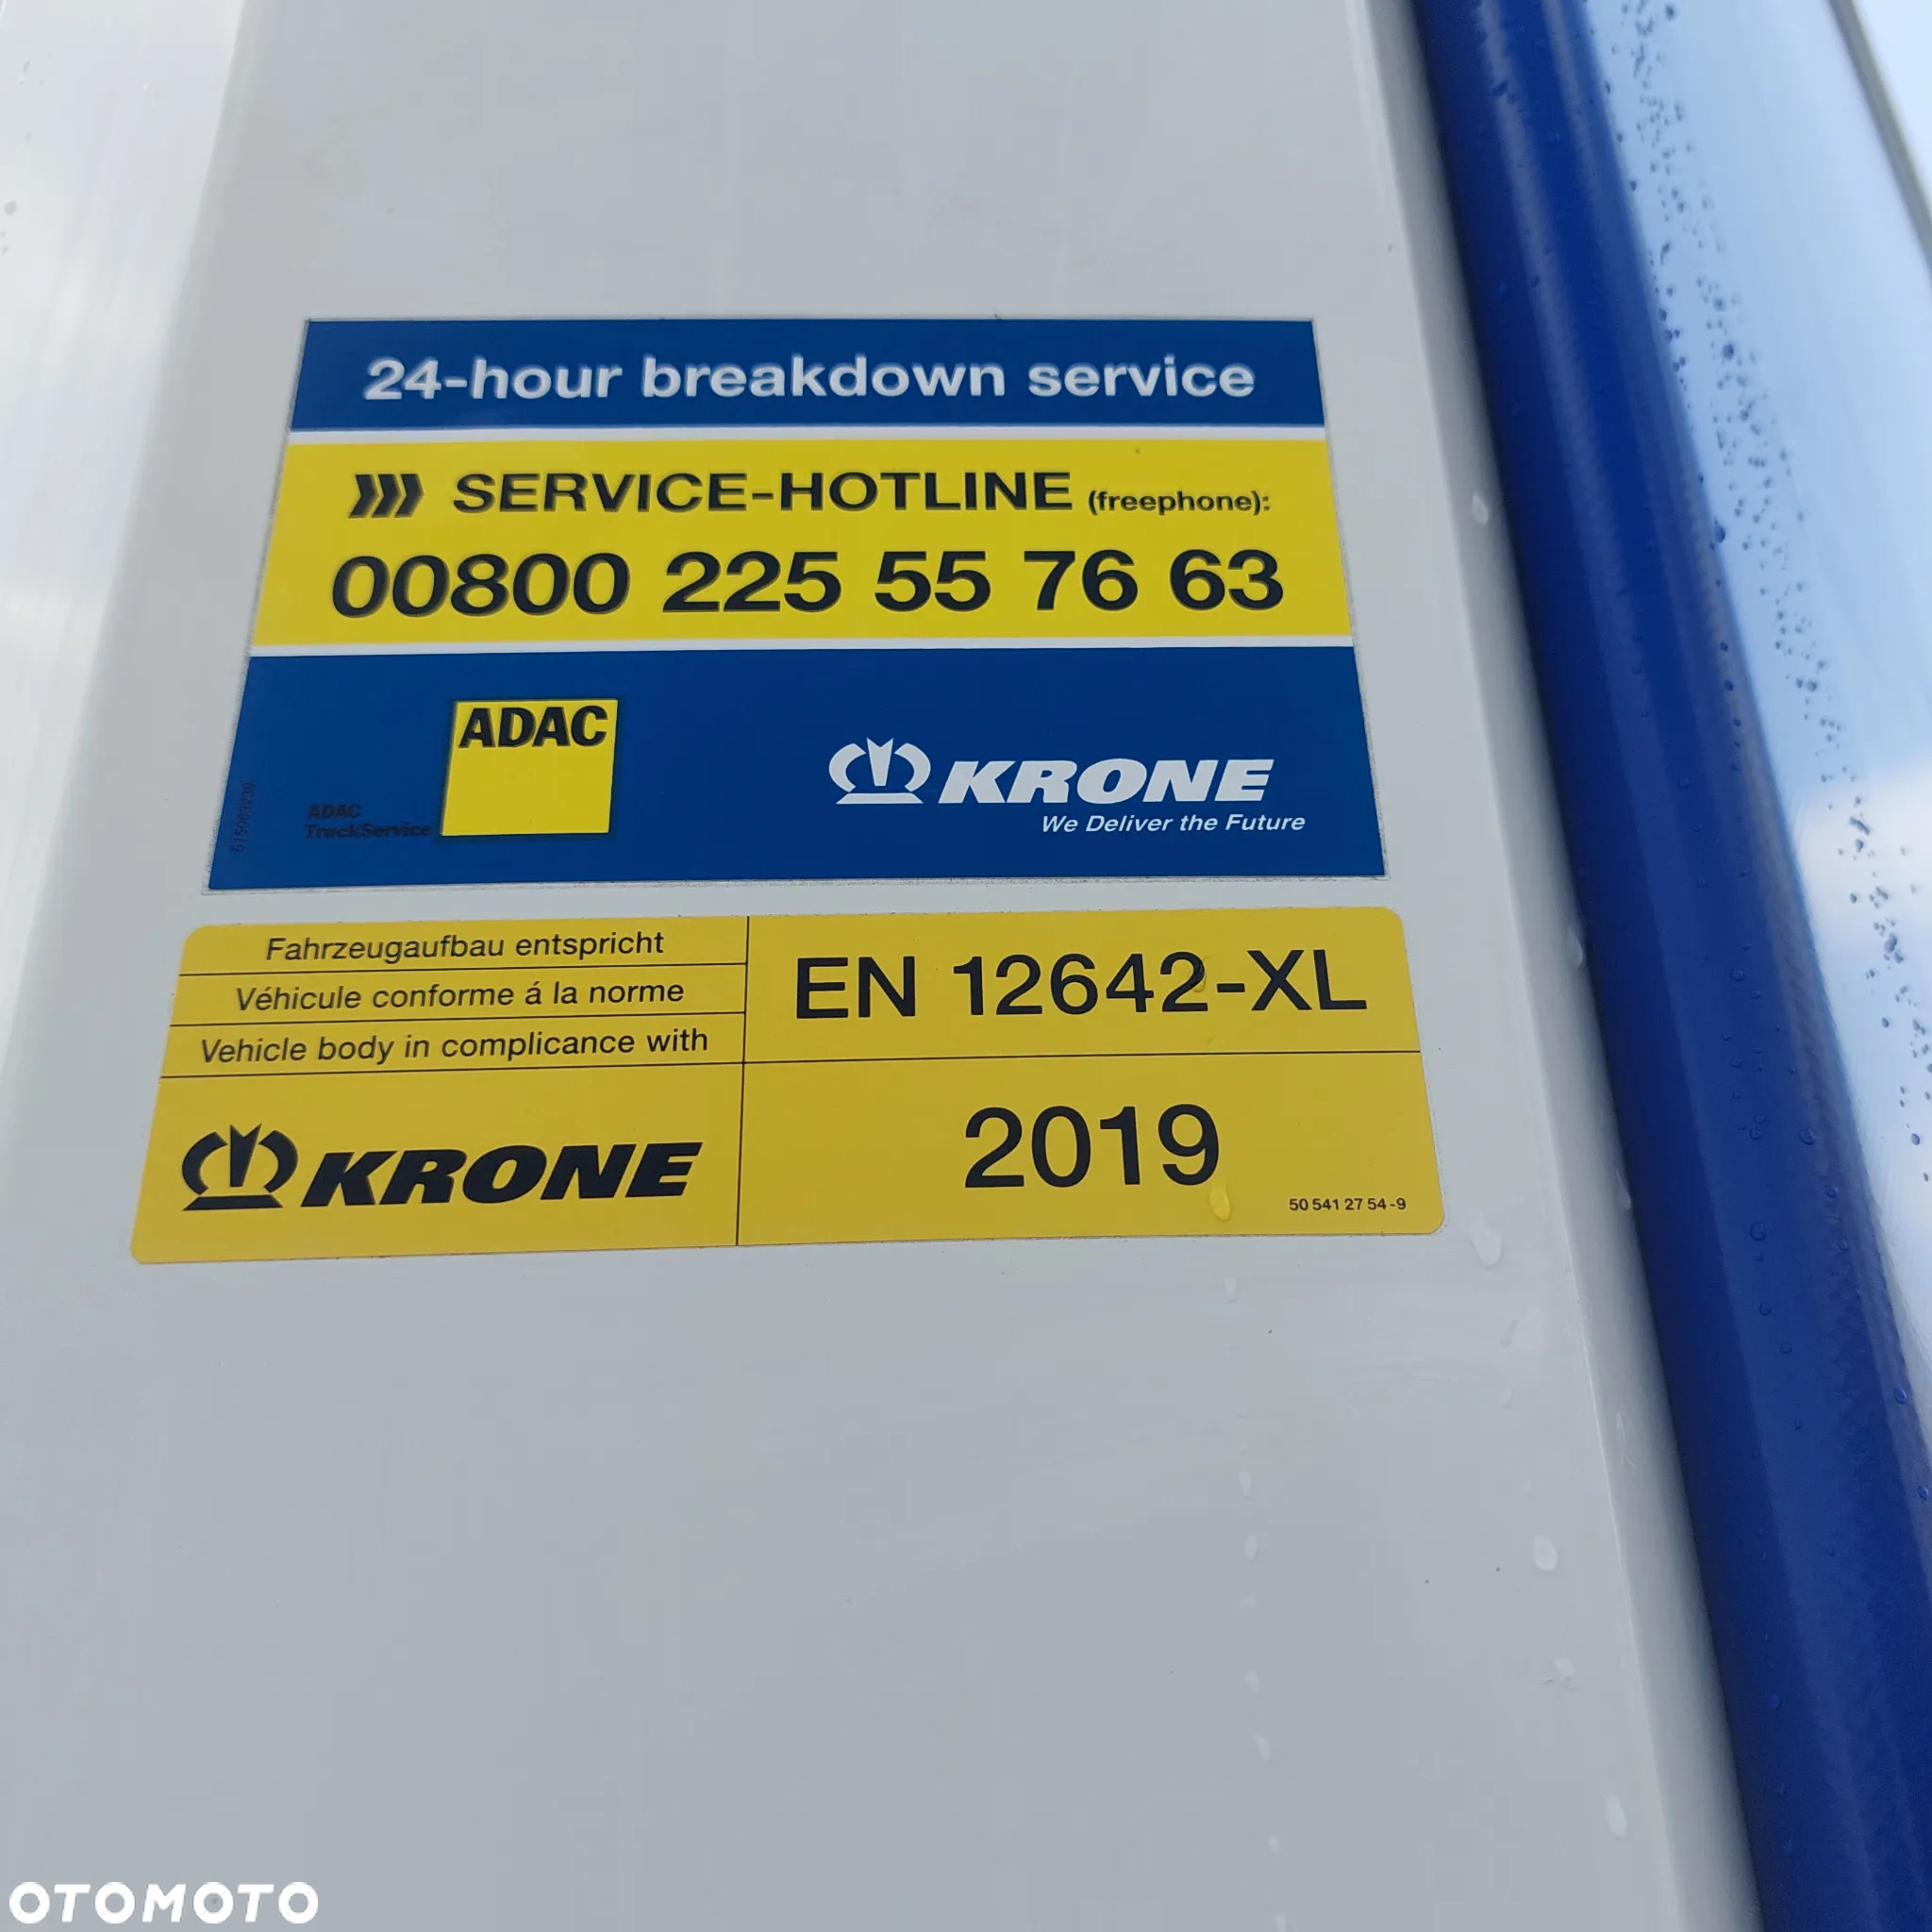 24-hour breakdown service
SERVICE-HOTLINE (freephone):
00800 225 55 76 63
ADAC
ADAC
TruckService
KRONE
We Deliver the Future
Fahrzeugaufbau entspricht
Véhicule conforme á la norme
Vehicle body in complicance with
EN 12642-XL
KRONE
2019
50 541 27 54-9
OTOMOTO